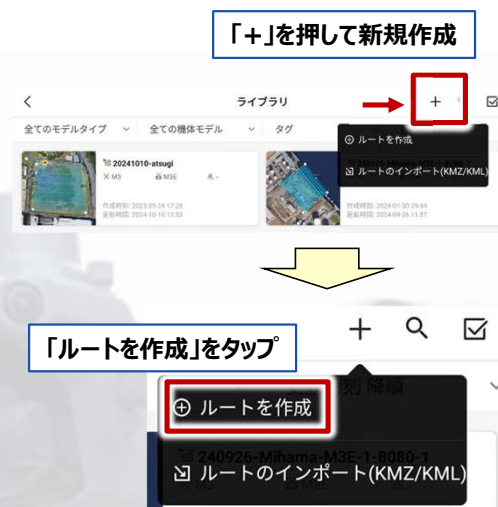 「+」を押して新規作成
ライブラリ
全てのモデルタイプ 全ての機体モデル タグ
⊕ ルートを作成
ルートのインポート(KMZ/KML)
20241010-atsugi
M3 M3E -
作成時刻: 2023-05-24 17:28
更新時間: 2024-10-10 13:53
作成時刻: 2024-01-30 29:44
更新時間: 2024-09-26 11:57
「ルートを作成」をタップ
刻 降順
⊕ ルートを作成
240926-Mihama-M3E-1-8080-1
ルートのインポート(KMZ/KML)